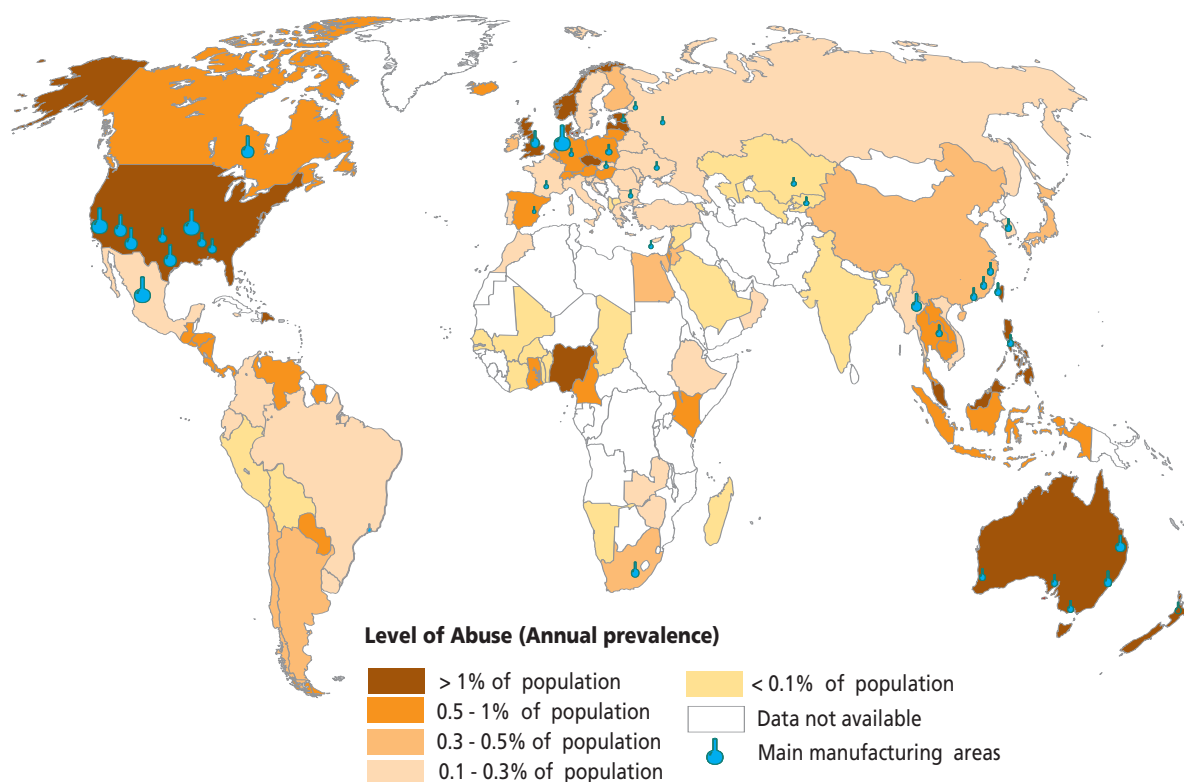 Level of Abuse (Annual prevalence)
> 1% of population
0.5 - 1% of population
0.3 - 0.5% of population
0.1 - 0.3% of population
< 0.1% of population
Data not available
Main manufacturing areas